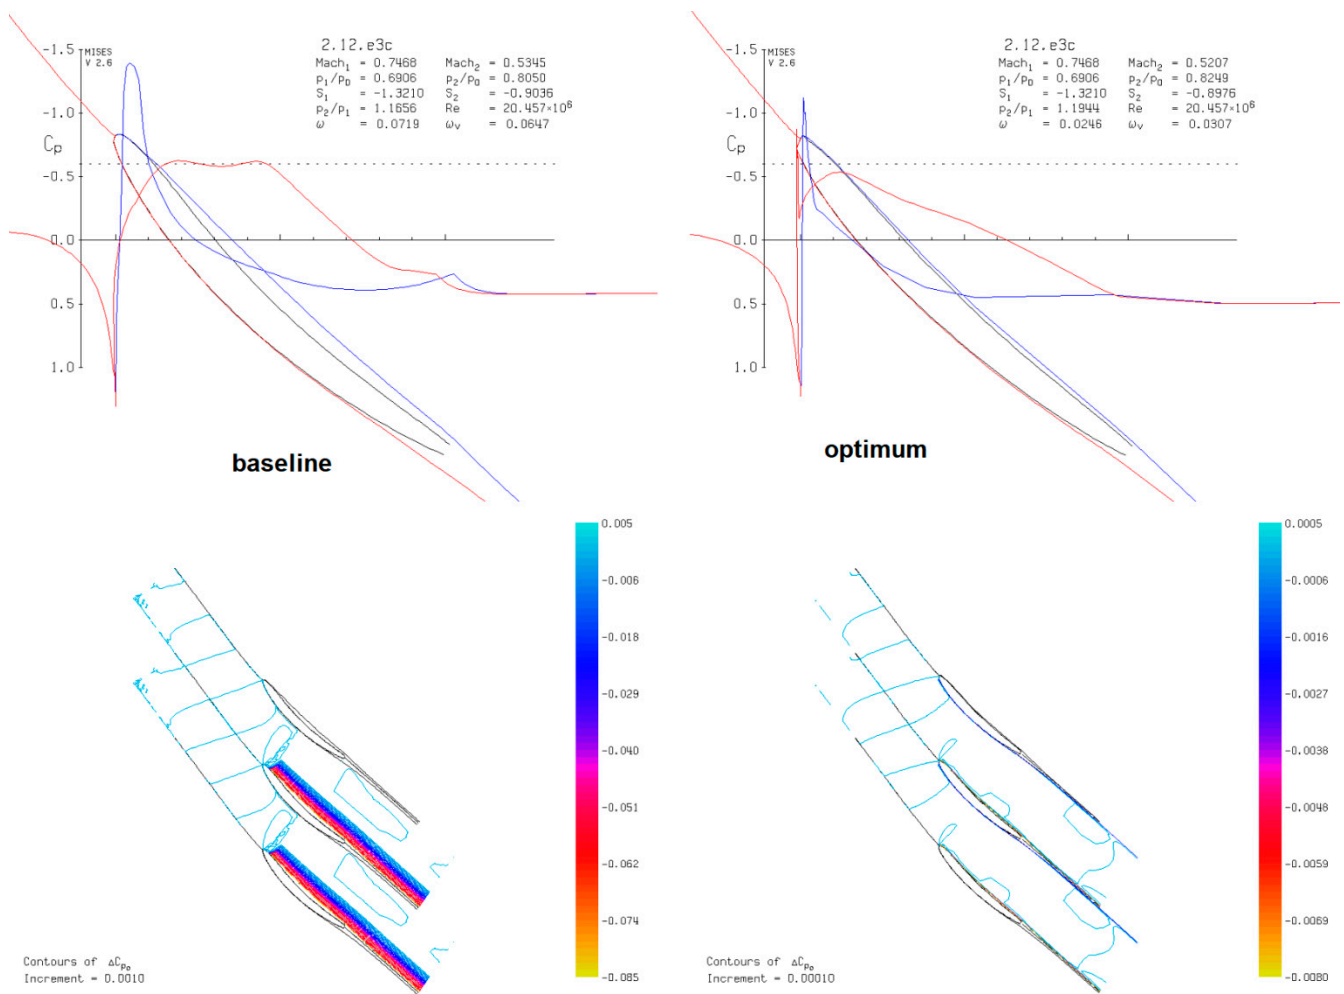 2.12.e3c
Mach₁ = 0.7468 Mach₂ = 0.5345
p₁/p₀ = 0.6906 p₂/p₀ = 0.8050
S₁ = -1.3210 S₂ = -0.9036
p₂/p₁ = 1.1656 Re = 20.457×10⁶
ω = 0.0719 ωᵥ = 0.0647
-1.5
MISES
V 2.6
-1.0
Cp
-0.5
0.0
0.5
1.0
baseline
2.12.e3c
Mach₁ = 0.7468 Mach₂ = 0.5207
p₁/p₀ = 0.6906 p₂/p₀ = 0.8249
S₁ = -1.3210 S₂ = -0.8976
p₂/p₁ = 1.1944 Re = 20.457×10⁶
ω = 0.0246 ωᵥ = 0.0307
-1.5
MISES
V 2.6
-1.0
Cp
-0.5
0.0
0.5
1.0
optimum
0.005
-0.006
-0.018
-0.029
-0.040
-0.051
-0.062
-0.074
-0.085
Contours of ΔCp₀
Increment = 0.0010
0.0005
-0.0006
-0.0016
-0.0027
-0.0038
-0.0048
-0.0059
-0.0069
-0.0080
Contours of ΔCp₀
Increment = 0.00010